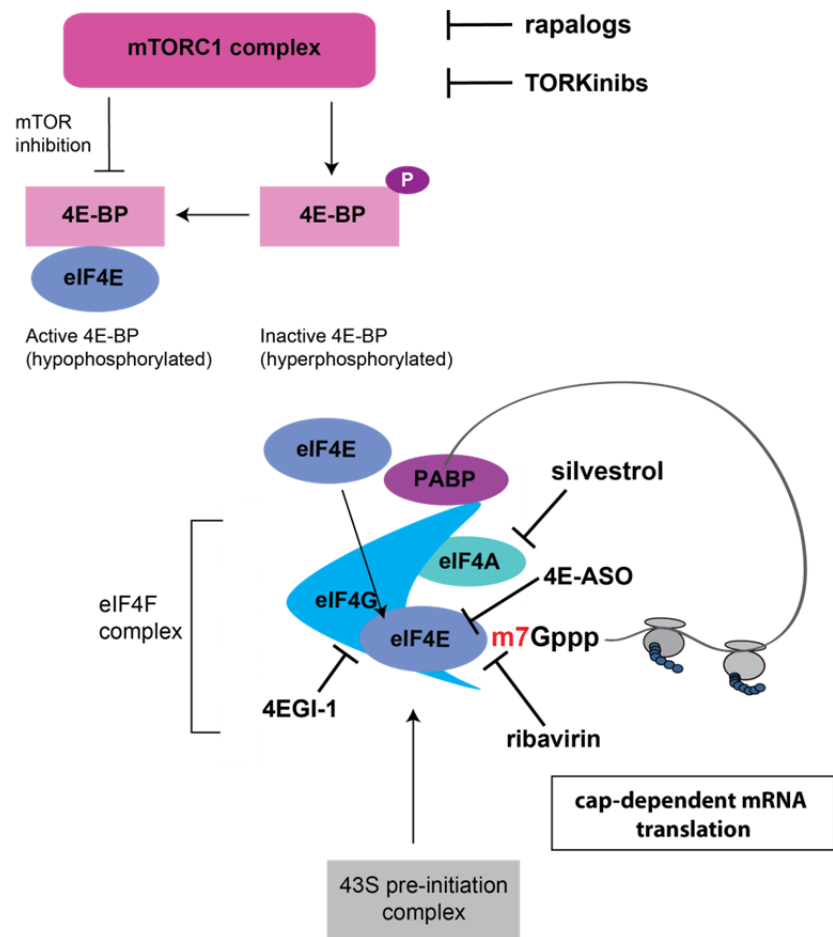 mTORC1 complex
rapalogs
TORKinibs
mTOR
inhibition
P
4E-BP
4E-BP
eIF4E
Active 4E-BP
(hypophosphorylated)
Inactive 4E-BP
(hyperphosphorylated)
eIF4E
PABP
silvestrol
eIF4A
4E-ASO
eIF4F
complex
eIF4G
eIF4E
m7Gppp
4EGI-1
ribavirin
cap-dependent mRNA
translation
43S pre-initiation
complex